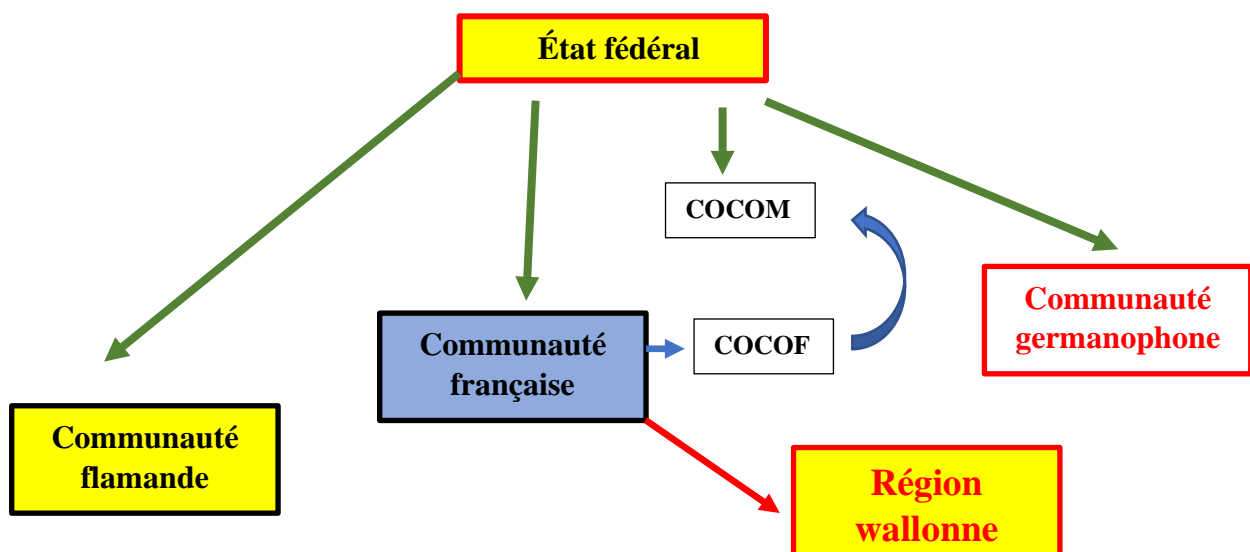 État fédéral
COCOM
Communauté
germanophone
Communauté
française
COCOF
Communauté
flamande
Région
wallonne